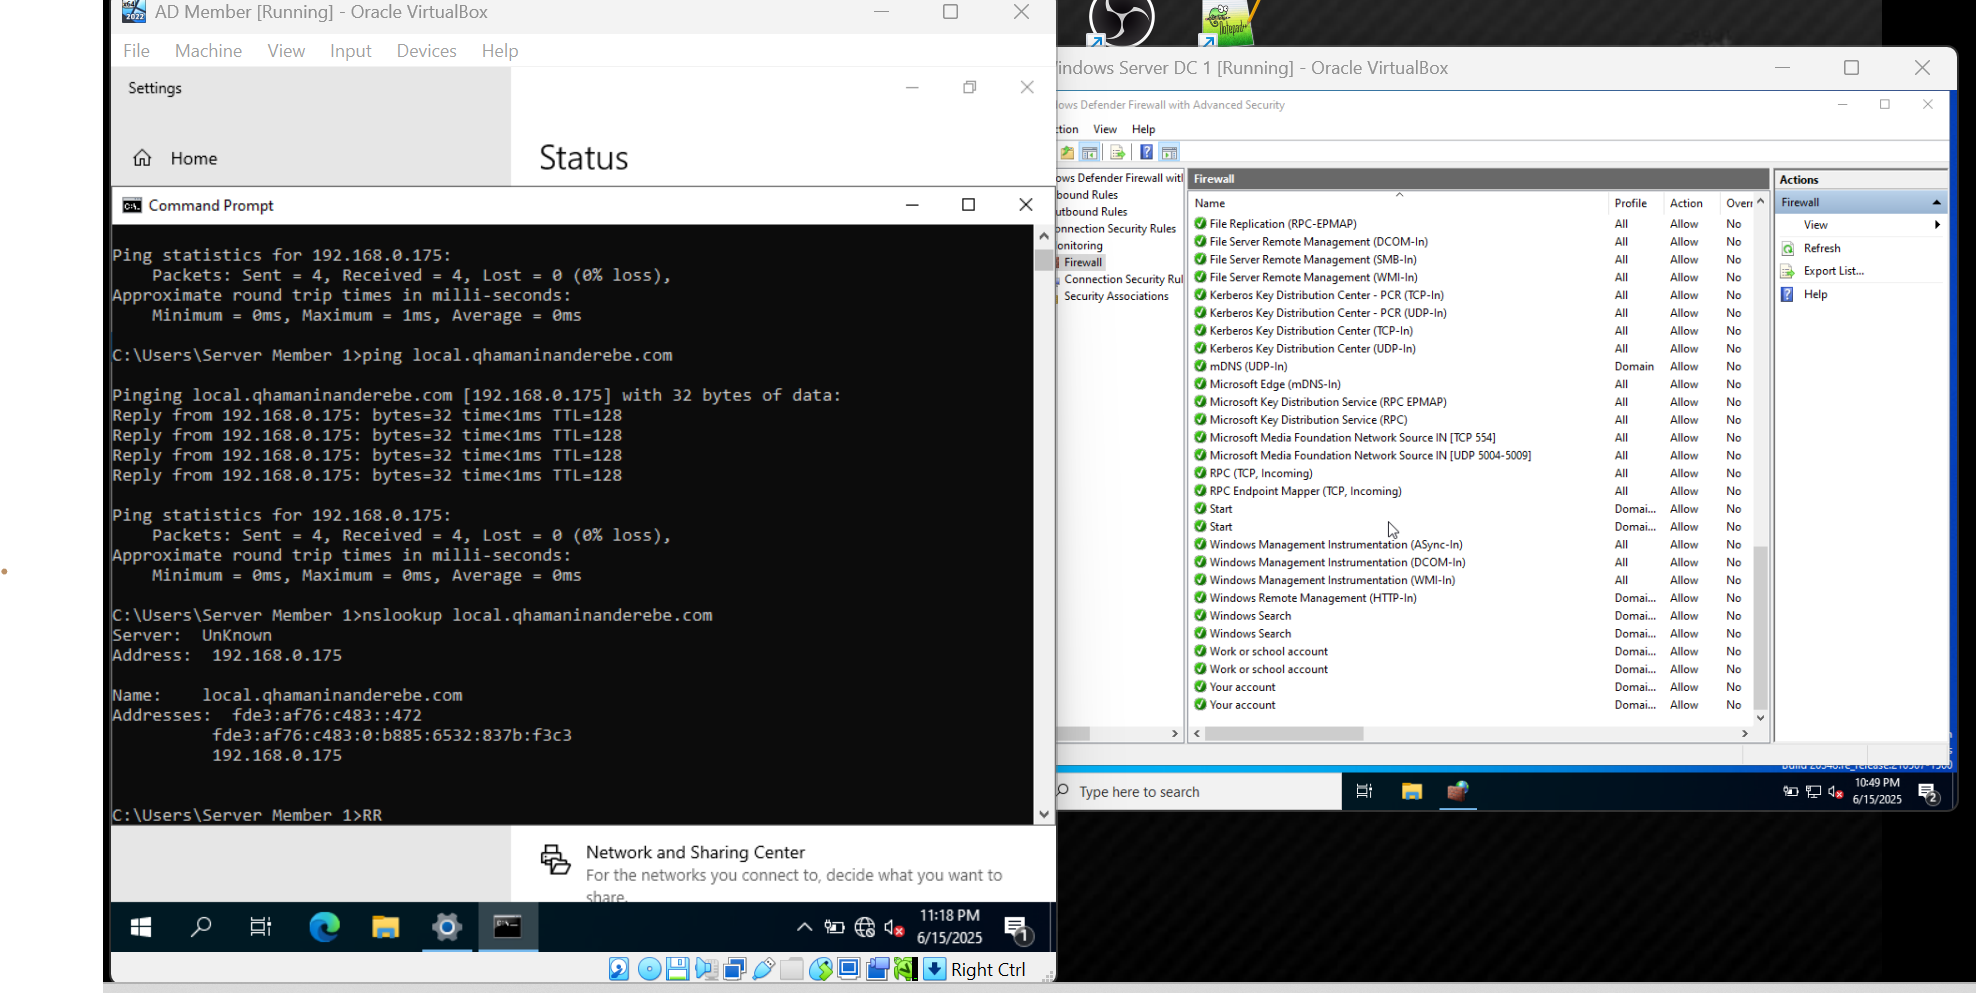 AD Member [Running] - Oracle VirtualBox
File Machine View Input Devices Help
Settings
Home
Status
Command Prompt
Ping statistics for 192.168.0.175:
Packets: Sent = 4, Received = 4, Lost = 0 (0% loss),
Approximate round trip times in milli-seconds:
Minimum = 0ms, Maximum = 1ms, Average = 0ms
C:\Users\Server Member 1>ping local.qhamaninanderebe.com
Pinging local.qhamaninanderebe.com [192.168.0.175] with 32 bytes of data:
Reply from 192.168.0.175: bytes=32 time<1ms TTL=128
Reply from 192.168.0.175: bytes=32 time<1ms TTL=128
Reply from 192.168.0.175: bytes=32 time<1ms TTL=128
Reply from 192.168.0.175: bytes=32 time<1ms TTL=128
Ping statistics for 192.168.0.175:
Packets: Sent = 4, Received = 4, Lost = 0 (0% loss),
Approximate round trip times in milli-seconds:
Minimum = 0ms, Maximum = 0ms, Average = 0ms
C:\Users\Server Member 1>nslookup local.qhamaninanderebe.com
Server: UnKnown
Address: 192.168.0.175
Name: local.qhamaninanderebe.com
Addresses: fde3:af76:c483::472
fde3:af76:c483:0:b885:6532:837b:f3c3
192.168.0.175
C:\Users\Server Member 1>RR
Network and Sharing Center
For the networks you connect to, decide what you want to
share.
11:18 PM
6/15/2025
1
Right Ctrl
Notepad++
indows Server DC 1 [Running] - Oracle VirtualBox
ows Defender Firewall with Advanced Security
ction View Help
ows Defender Firewall with
bound Rules
utbound Rules
onnection Security Rules
onitoring
Firewall
Connection Security Rul
Security Associations
Firewall
Name Profile Action Overr
File Replication (RPC-EPMAP) All Allow No
File Server Remote Management (DCOM-In) All Allow No
File Server Remote Management (SMB-In) All Allow No
File Server Remote Management (WMI-In) All Allow No
Kerberos Key Distribution Center - PCR (TCP-In) All Allow No
Kerberos Key Distribution Center - PCR (UDP-In) All Allow No
Kerberos Key Distribution Center (TCP-In) All Allow No
Kerberos Key Distribution Center (UDP-In) All Allow No
mDNS (UDP-In) Domain Allow No
Microsoft Edge (mDNS-In) All Allow No
Microsoft Key Distribution Service (RPC EPMAP) All Allow No
Microsoft Key Distribution Service (RPC) All Allow No
Microsoft Media Foundation Network Source IN [TCP 554] All Allow No
Microsoft Media Foundation Network Source IN [UDP 5004-5009] All Allow No
RPC (TCP, Incoming) All Allow No
RPC Endpoint Mapper (TCP, Incoming) All Allow No
Start Domai... Allow No
Start Domai... Allow No
Windows Management Instrumentation (ASync-In) All Allow No
Windows Management Instrumentation (DCOM-In) All Allow No
Windows Management Instrumentation (WMI-In) All Allow No
Windows Remote Management (HTTP-In) Domai... Allow No
Windows Search Domai... Allow No
Windows Search Domai... Allow No
Work or school account Domai... Allow No
Work or school account Domai... Allow No
Your account Domai... Allow No
Your account Domai... Allow No
Actions
Firewall
View
Refresh
Export List...
Help
Type here to search
10:49 PM
6/15/2025
2